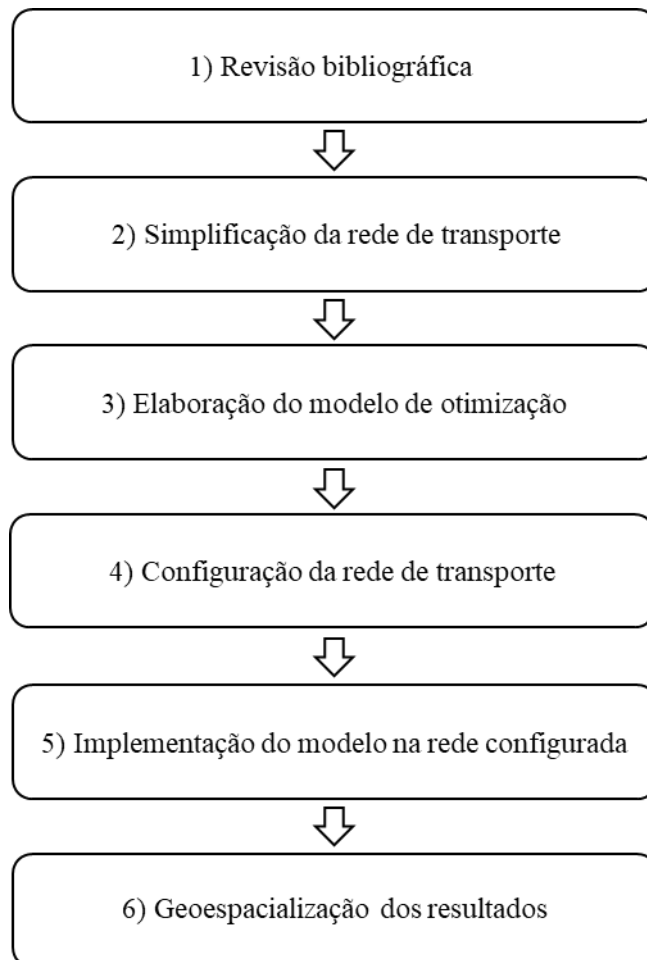 1) Revisão bibliográfica
2) Simplificação da rede de transporte
3) Elaboração do modelo de otimização
4) Configuração da rede de transporte
5) Implementação do modelo na rede configurada
6) Geoespacialização dos resultados